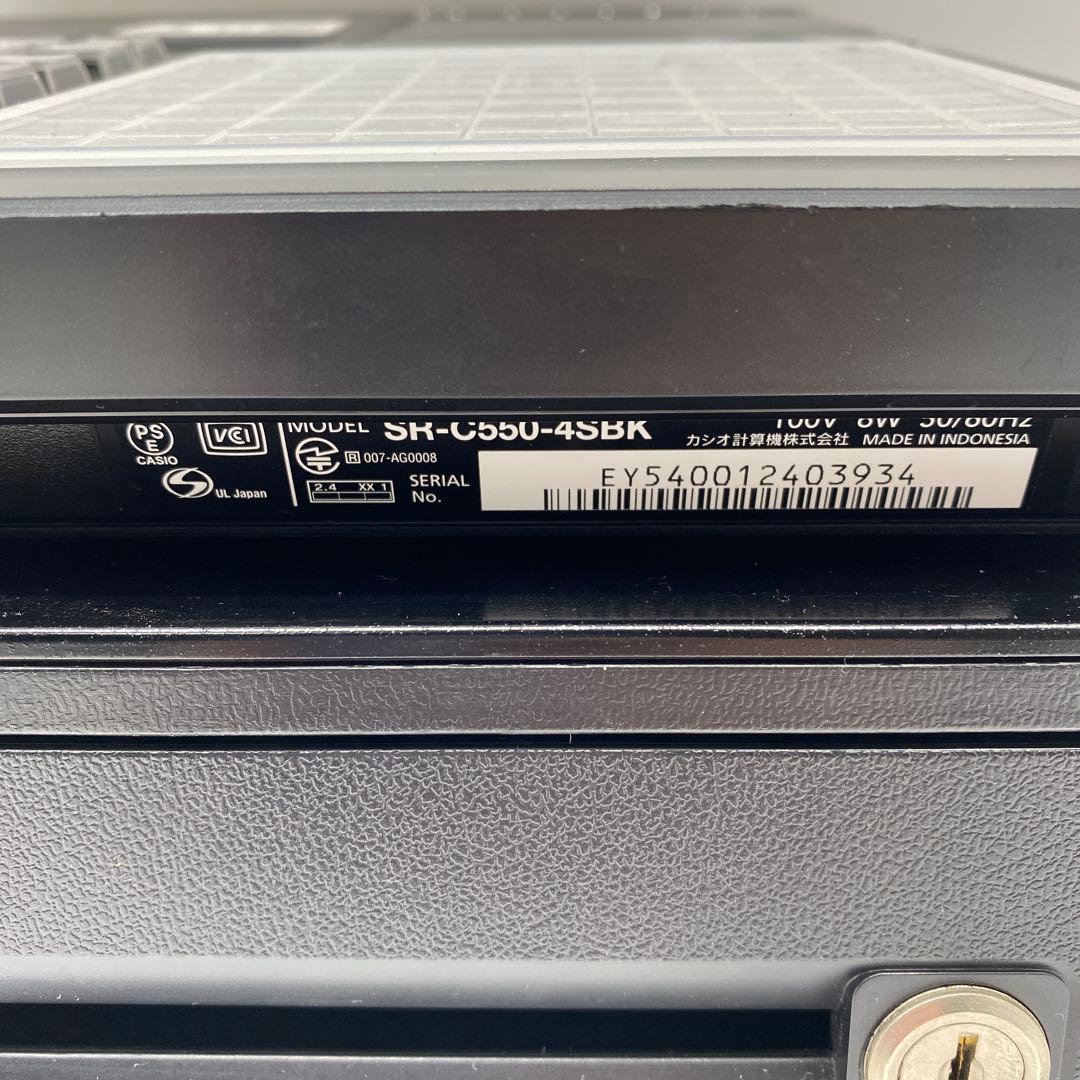 PS
E
CASIO
UL Japan
VCI
MODEL SR-C550-4SBK
100V 8W 50/60Hz
カシオ計算機株式会社 MADE IN INDONESIA
R 007-AG0008
2.4 XX 1
SERIAL
No.
EY540012403934